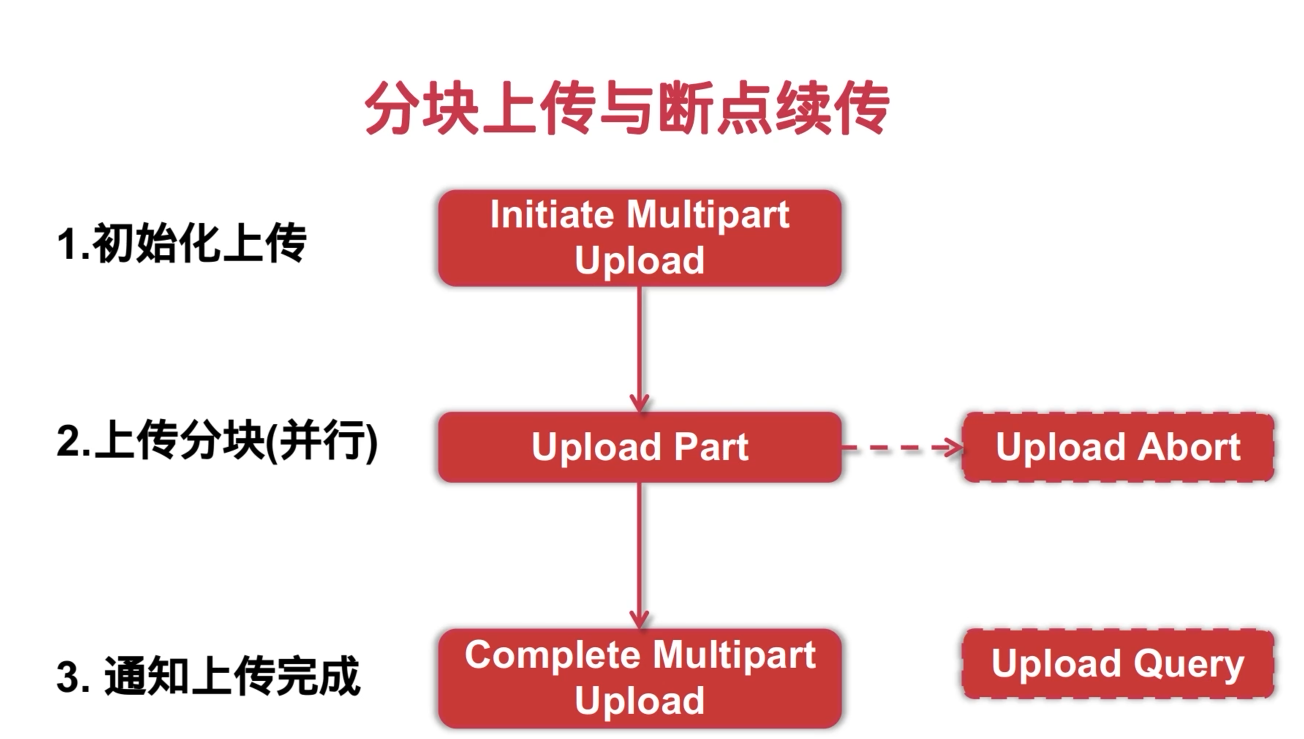 分块上传与断点续传
1.初始化上传
Initiate Multipart
Upload
2.上传分块(并行)
Upload Part
Upload Abort
3. 通知上传完成
Complete Multipart
Upload
Upload Query